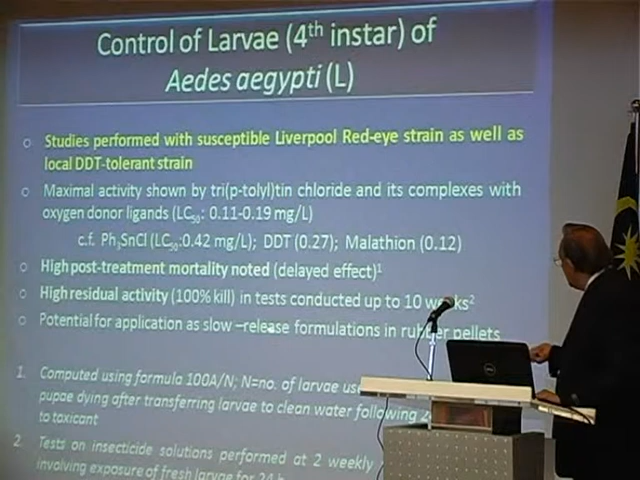 Control of Larvae (4th instar) of
Aedes aegypti (L)
Studies performed with susceptible Liverpool Red-eye strain as well as
local DDT-tolerant strain
Maximal activity shown by tri(p-tolyl)tin chloride and its complexes with
oxygen donor ligands (LC50: 0.11-0.19 mg/L)
c.f. Ph3SnCl (LC50:0.42 mg/L); DDT (0.27); Malathion (0.12)
High post-treatment mortality noted (delayed effect)1
High residual activity (100% kill) in tests conducted up to 10 weeks2
Potential for application as slow –release formulations in rubber pellets
1. Computed using formula 100A/N; N=no. of larvae
pupae dying after transferring larvae to clean water following
to toxicant
2. Tests on insecticide solutions performed at 2 weekly
involving exposure of fresh larvae for 24 h
DELL